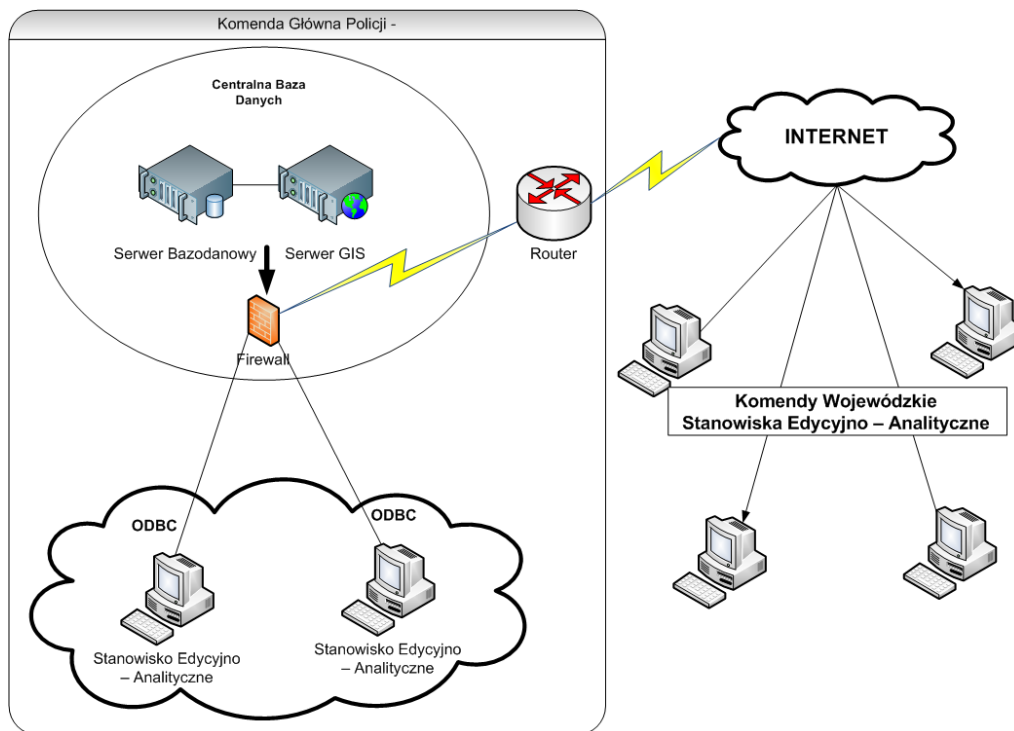 Komenda Główna Policji -
Centralna Baza
Danych
INTERNET
Serwer Bazodanowy
Serwer GIS
Router
Firewall
Komendy Wojewódzkie
Stanowiska Edycyjno – Analityczne
ODBC
ODBC
Stanowisko Edycyjno
– Analityczne
Stanowisko Edycyjno
– Analityczne